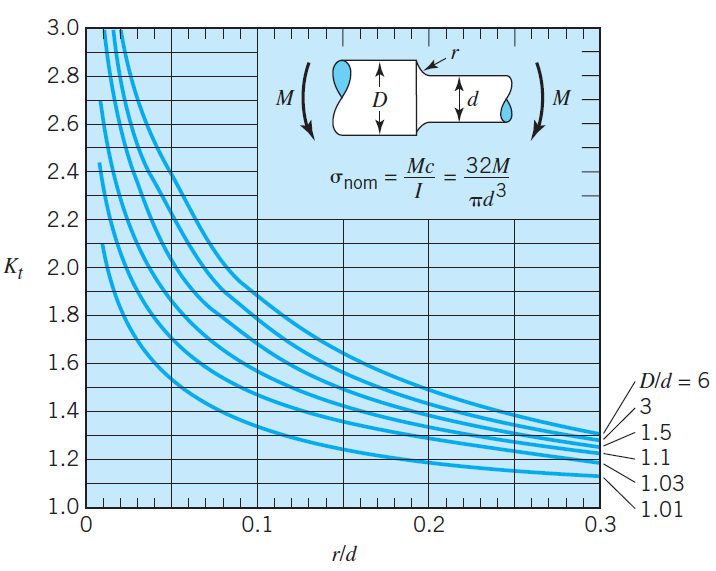 3.0
2.8
2.6
2.4
2.2
2.0
1.8
1.6
1.4
1.2
1.0
K_t
0
0.1
0.2
0.3
r/d
M
D
r
d
M
σ_nom = Mc/I = 32M/πd³
D/d = 6
3
1.5
1.1
1.03
1.01